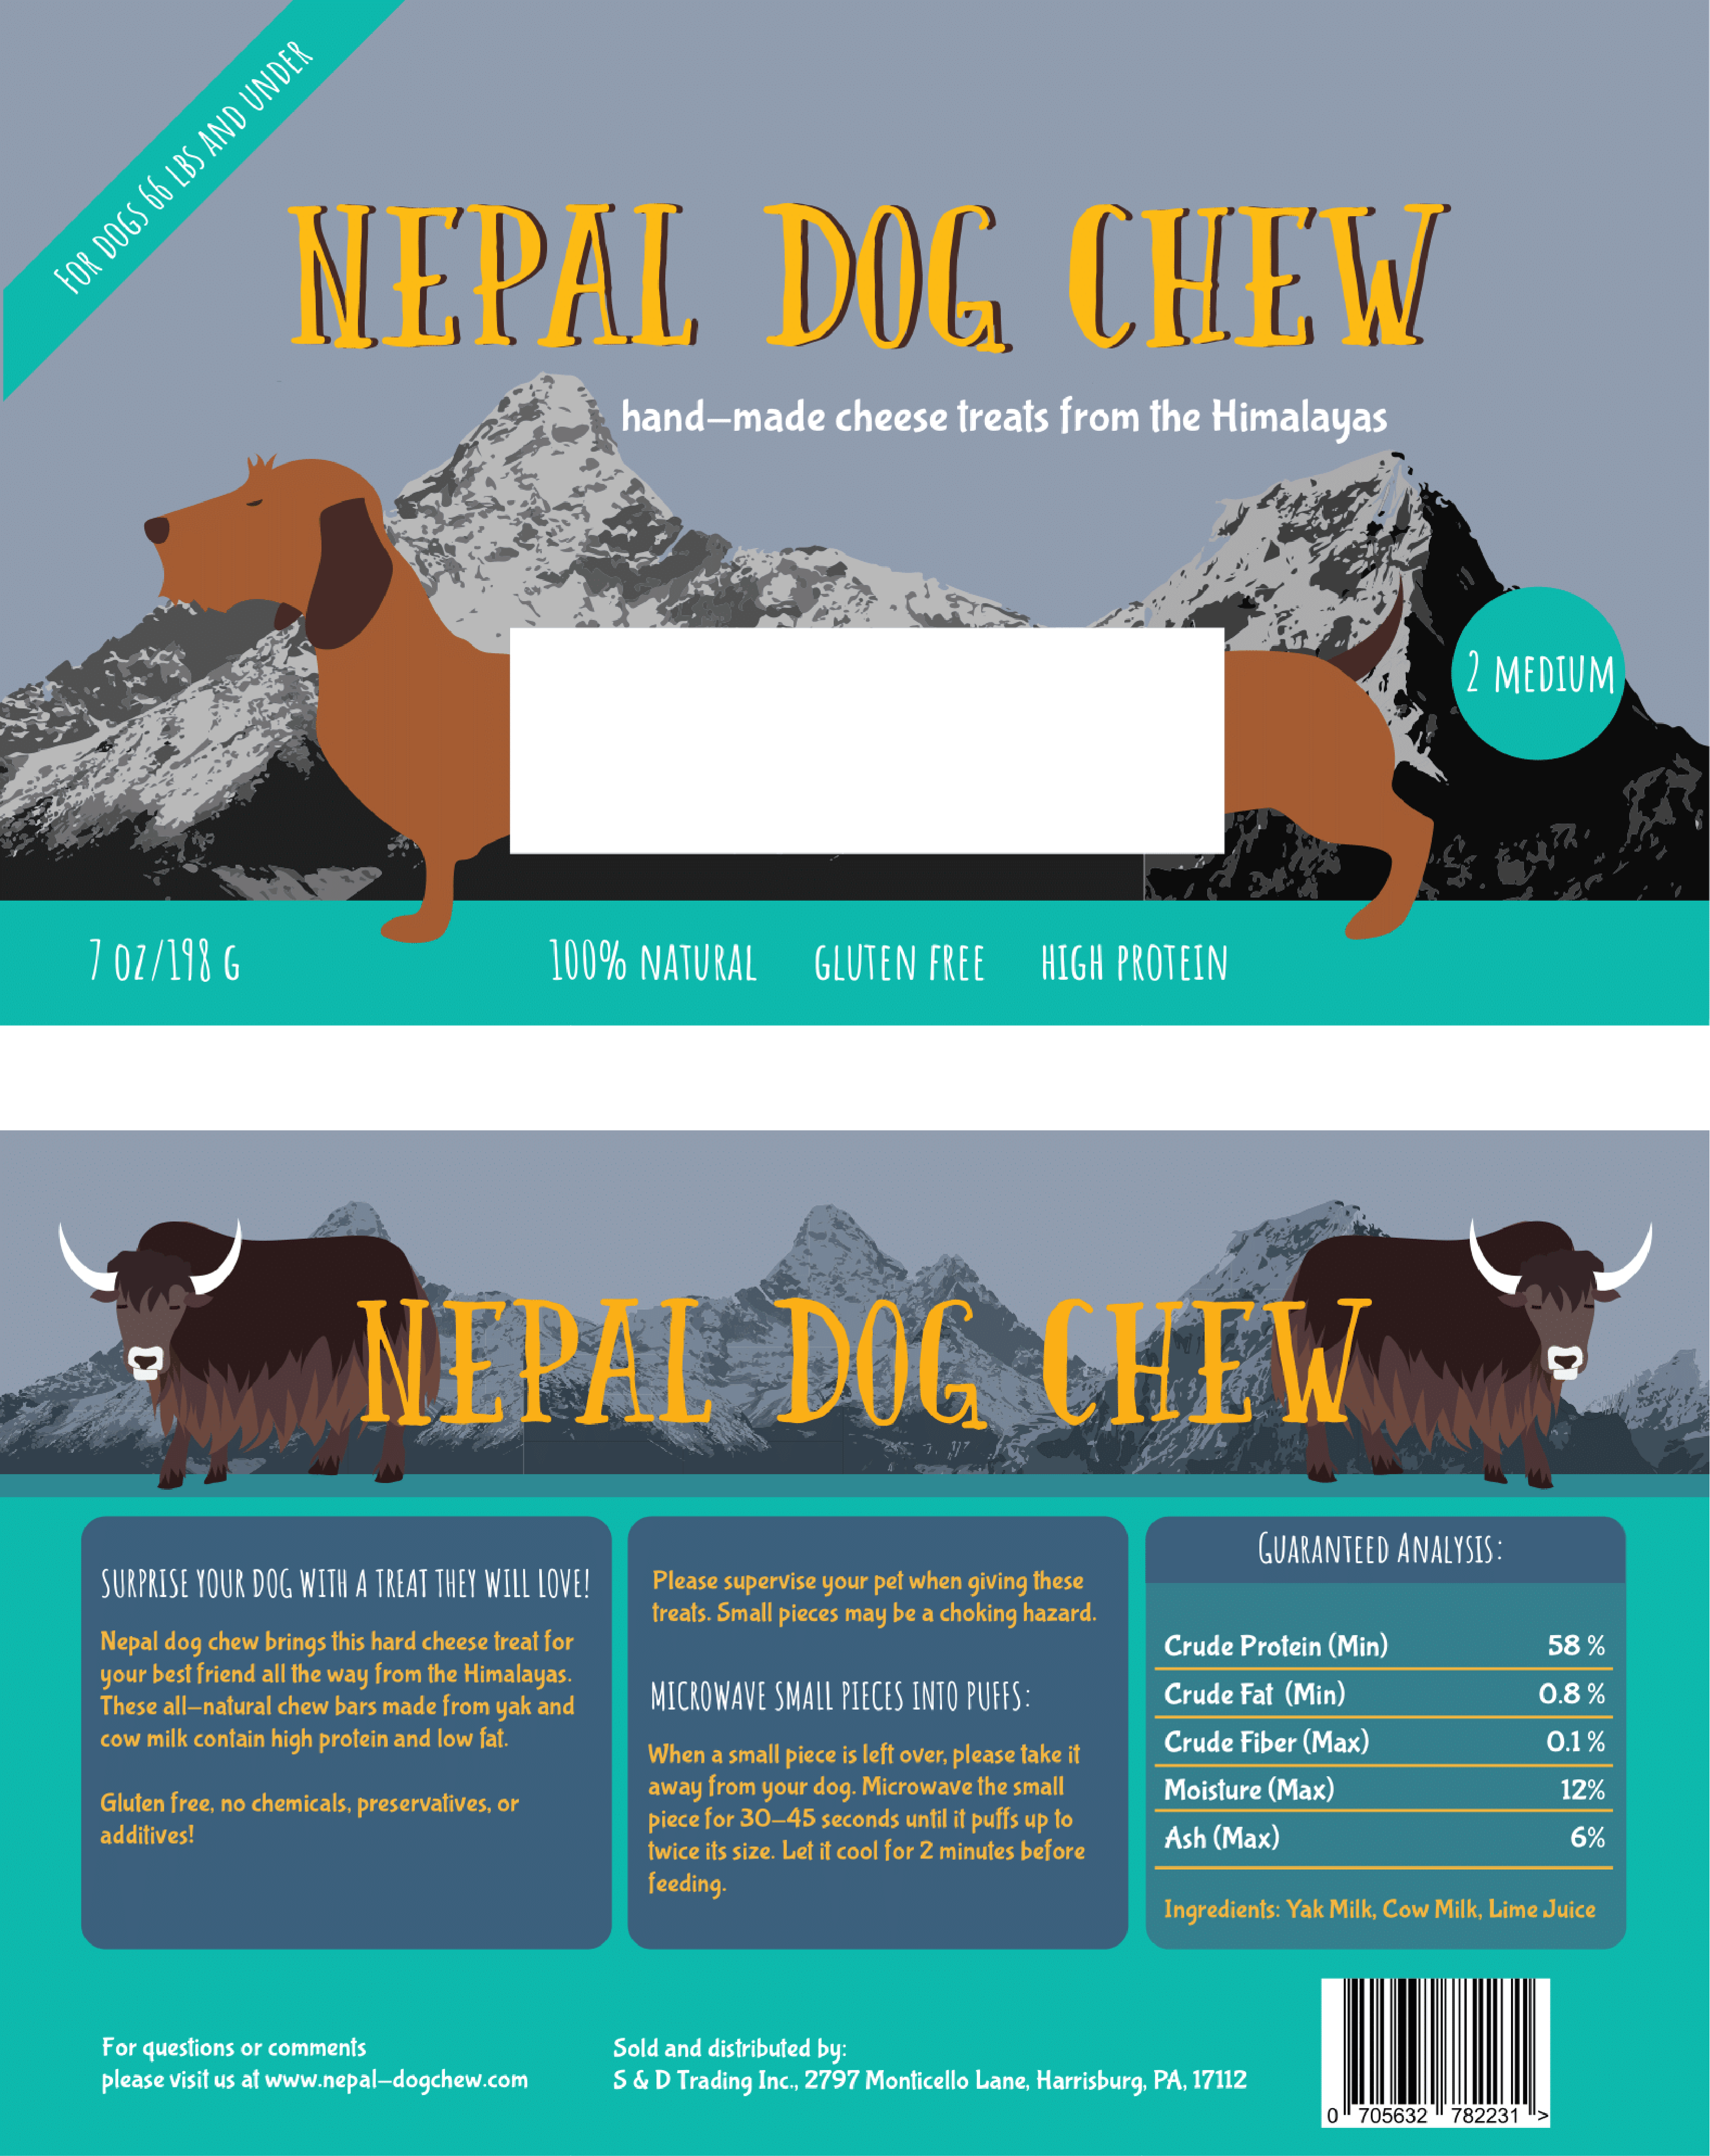 FOR DOGS 66 LBS AND UNDER
NEPAL DOG CHEW
hand-made cheese treats from the Himalayas
2 MEDIUM
7 OZ/198 G
100% NATURAL GLUTEN FREE HIGH PROTEIN
NEPAL DOG CHEW
SURPRISE YOUR DOG WITH A TREAT THEY WILL LOVE!
Nepal dog chew brings this hard cheese treat for
your best friend all the way from the Himalayas.
These all-natural chew bars made from yak and
cow milk contain high protein and low fat.
Gluten free, no chemicals, preservatives, or
additives!
Please supervise your pet when giving these
treats. Small pieces may be a choking hazard.
MICROWAVE SMALL PIECES INTO PUFFS:
When a small piece is left over, please take it
away from your dog. Microwave the small
piece for 30-45 seconds until it puffs up to
twice its size. Let it cool for 2 minutes before
feeding.
GUARANTEED ANALYSIS:
Crude Protein (Min) 58 %
Crude Fat (Min) 0.8 %
Crude Fiber (Max) 0.1 %
Moisture (Max) 12%
Ash (Max) 6%
Ingredients: Yak Milk, Cow Milk, Lime Juice
For questions or comments
please visit us at www.nepal-dogchew.com
Sold and distributed by:
S & D Trading Inc., 2797 Monticello Lane, Harrisburg, PA, 17112
0 705632 782231 >